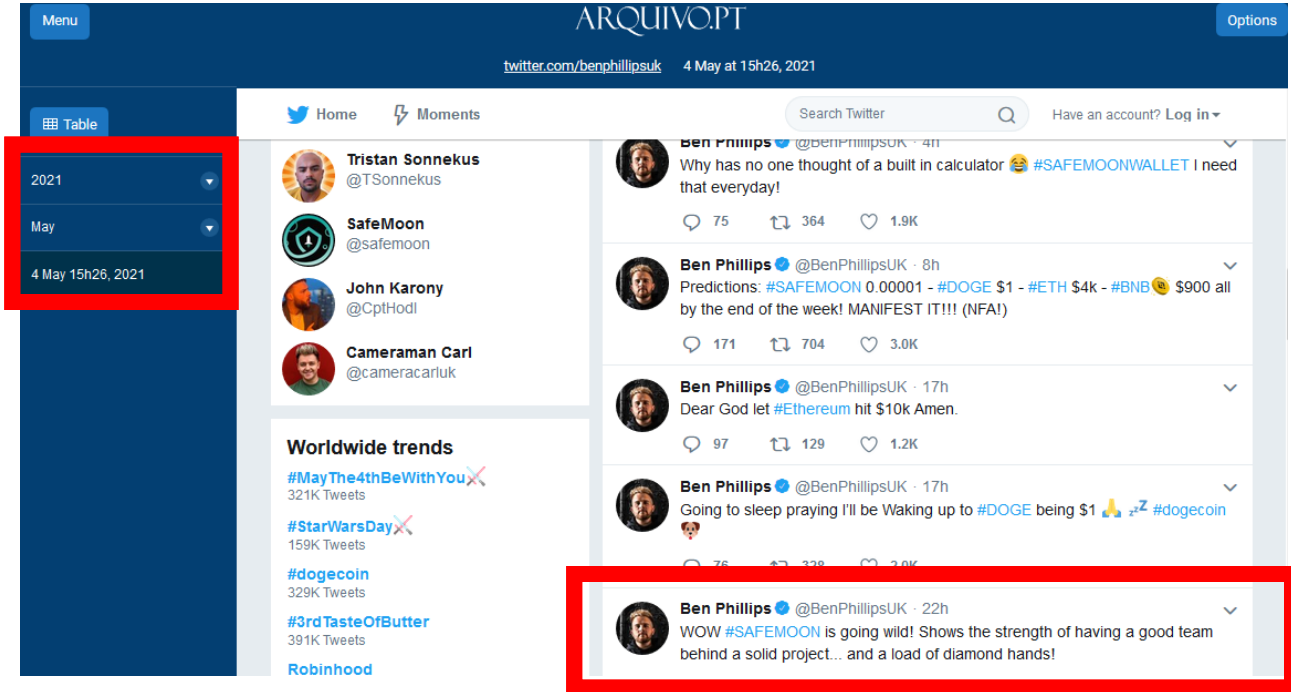 Menu
ARQUIVO.PT
Options
twitter.com/benphillipsuk 4 May at 15h26, 2021
Table
2021
May
4 May 15h26, 2021
Home Moments
Search Twitter
Have an account? Log in
Tristan Sonnekus
@TSonnekus
SafeMoon
@safemoon
John Karony
@CptHodl
Cameraman Carl
@cameracarluk
Worldwide trends
#MayThe4thBeWithYou⚔
321K Tweets
#StarWarsDay⚔
159K Tweets
#dogecoin
329K Tweets
#3rdTasteOfButter
391K Tweets
Robinhood
Ben Phillips @BenPhillipsUK · 4h
Why has no one thought of a built in calculator 😂 #SAFEMOONWALLET I need
that everyday!
75 364 1.9K
Ben Phillips @BenPhillipsUK · 8h
Predictions: #SAFEMOON 0.00001 - #DOGE $1 - #ETH $4k - #BNB $900 all
by the end of the week! MANIFEST IT!!! (NFA!)
171 704 3.0K
Ben Phillips @BenPhillipsUK · 17h
Dear God let #Ethereum hit $10k Amen.
97 129 1.2K
Ben Phillips @BenPhillipsUK · 17h
Going to sleep praying I'll be Waking up to #DOGE being $1 🙏 💤 #dogecoin
🐶
76 328 2.0K
Ben Phillips @BenPhillipsUK · 22h
WOW #SAFEMOON is going wild! Shows the strength of having a good team
behind a solid project... and a load of diamond hands!